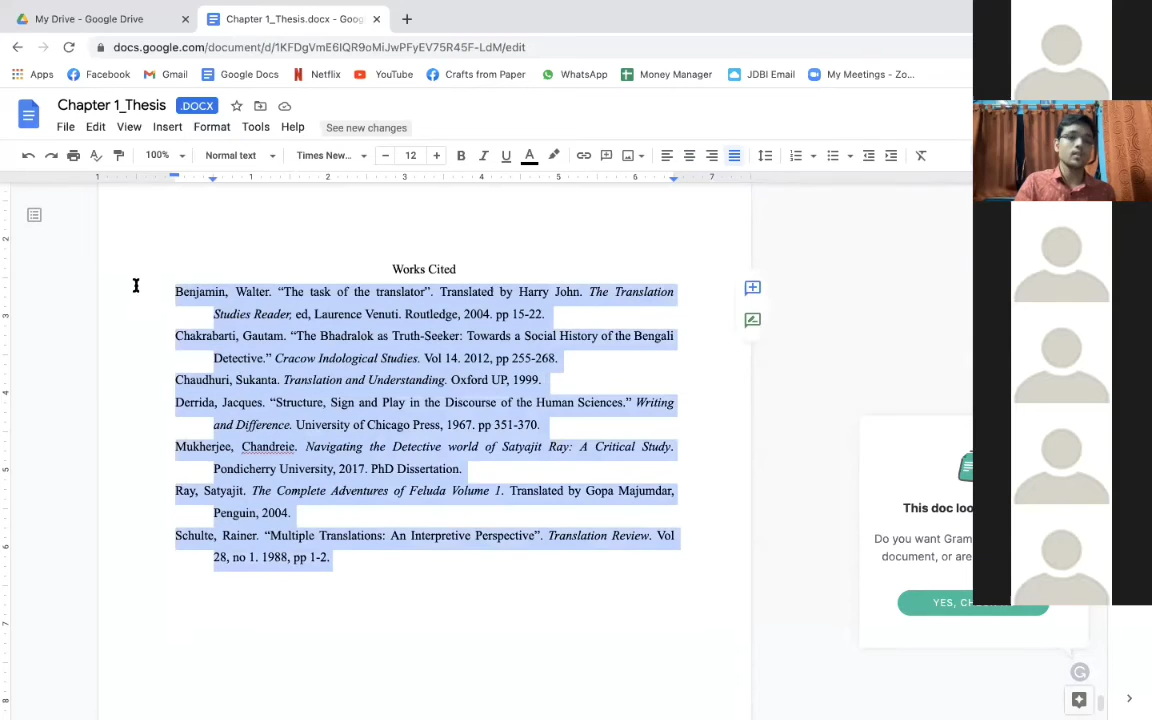 My Drive - Google Drive
Chapter 1_Thesis.docx - Goog
docs.google.com/document/d/1KFDgVmE6IQR9oMiJwPFyEV75R45F-LdM/edit
Apps Facebook Gmail Google Docs Netflix YouTube Crafts from Paper WhatsApp Money Manager JDBI Email My Meetings - Zo...
Chapter 1_Thesis .DOCX
File Edit View Insert Format Tools Help See new changes
100% Normal text Times New... 12
1 1 2 3 4 5 6 7
Works Cited
Benjamin, Walter. “The task of the translator”. Translated by Harry John. The Translation
Studies Reader, ed, Laurence Venuti. Routledge, 2004. pp 15-22.
Chakrabarti, Gautam. “The Bhadralok as Truth-Seeker: Towards a Social History of the Bengali
Detective.” Cracow Indological Studies. Vol 14. 2012, pp 255-268.
Chaudhuri, Sukanta. Translation and Understanding. Oxford UP, 1999.
Derrida, Jacques. “Structure, Sign and Play in the Discourse of the Human Sciences.” Writing
and Difference. University of Chicago Press, 1967. pp 351-370.
Mukherjee, Chandreie. Navigating the Detective world of Satyajit Ray: A Critical Study.
Pondicherry University, 2017. PhD Dissertation.
Ray, Satyajit. The Complete Adventures of Feluda Volume 1. Translated by Gopa Majumdar,
Penguin, 2004.
Schulte, Rainer. “Multiple Translations: An Interpretive Perspective”. Translation Review. Vol
28, no 1. 1988, pp 1-2.
This doc loo
Do you want Gram
document, or are
YES,